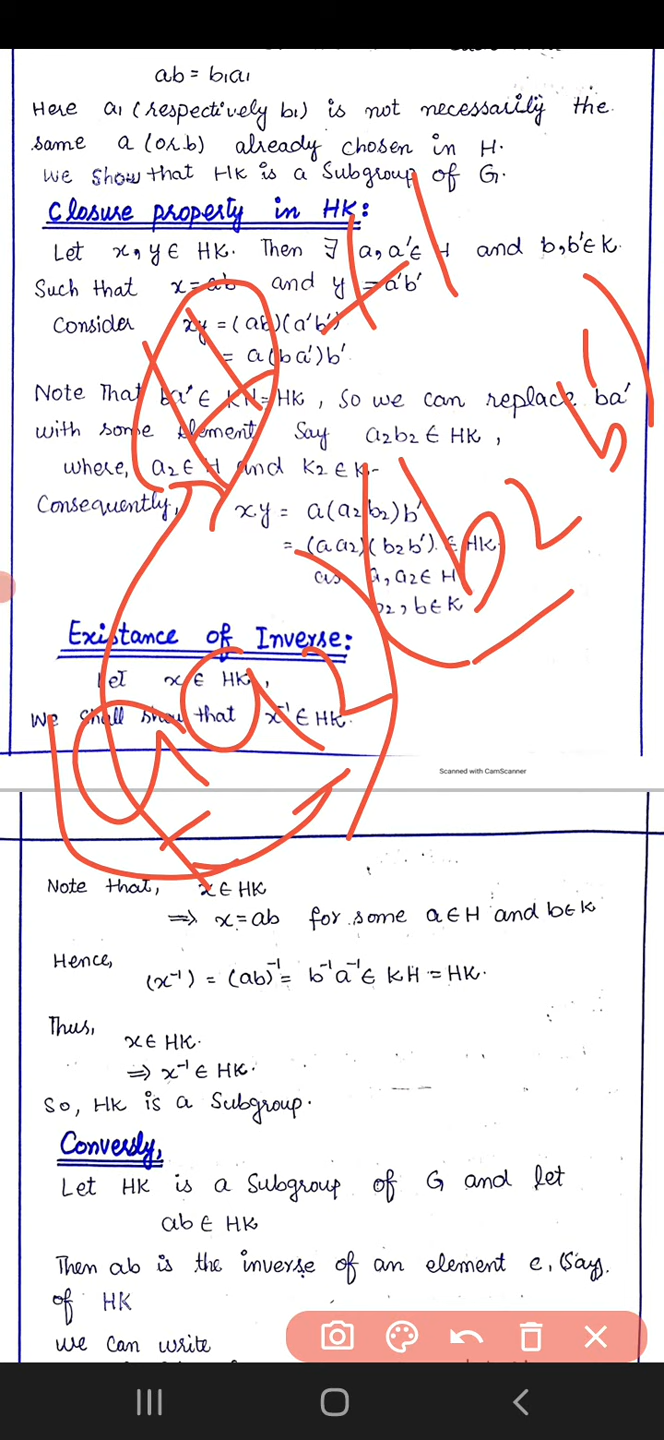 ab = b₁a₁
Here a₁ (respectively b₁) is not necessarily the
same a (or b) already chosen in H.
we show that HK is a Subgroup of G.
Closure property in HK:
Let x, y ∈ HK. Then ∃ a, a' ∈ H and b, b' ∈ K.
Such that x = ab and y = a'b'
Consider xy = (ab)(a'b')
= a(ba')b'.
Note That ba' ∈ KH = HK, so we can replace ba'
with some element Say a₂b₂ ∈ HK,
where, a₂ ∈ H and K₂ ∈ K-
Consequently, xy = a(a₂b₂)b'
= (aa₂)(b₂b'). ∈ HK.
as a, a₂ ∈ H
b₂, b ∈ K
Existance of Inverse:
Let x ∈ HK,
We shall show that x⁻¹ ∈ HK.
Scanned with CamScanner
H
H
b2 b'
a a2
Note that, x ∈ HK
⇒ x = ab for some a ∈ H and b ∈ K
Hence,
(x⁻¹) = (ab)⁻¹ = b⁻¹a⁻¹ ∈ KH = HK.
Thus,
x ∈ HK.
⇒ x⁻¹ ∈ HK.
So, HK is a Subgroup.
Conversly,
Let HK is a Subgroup of G and let
ab ∈ HK
Then ab is the inverse of an element c, (Say).
of HK
we can write